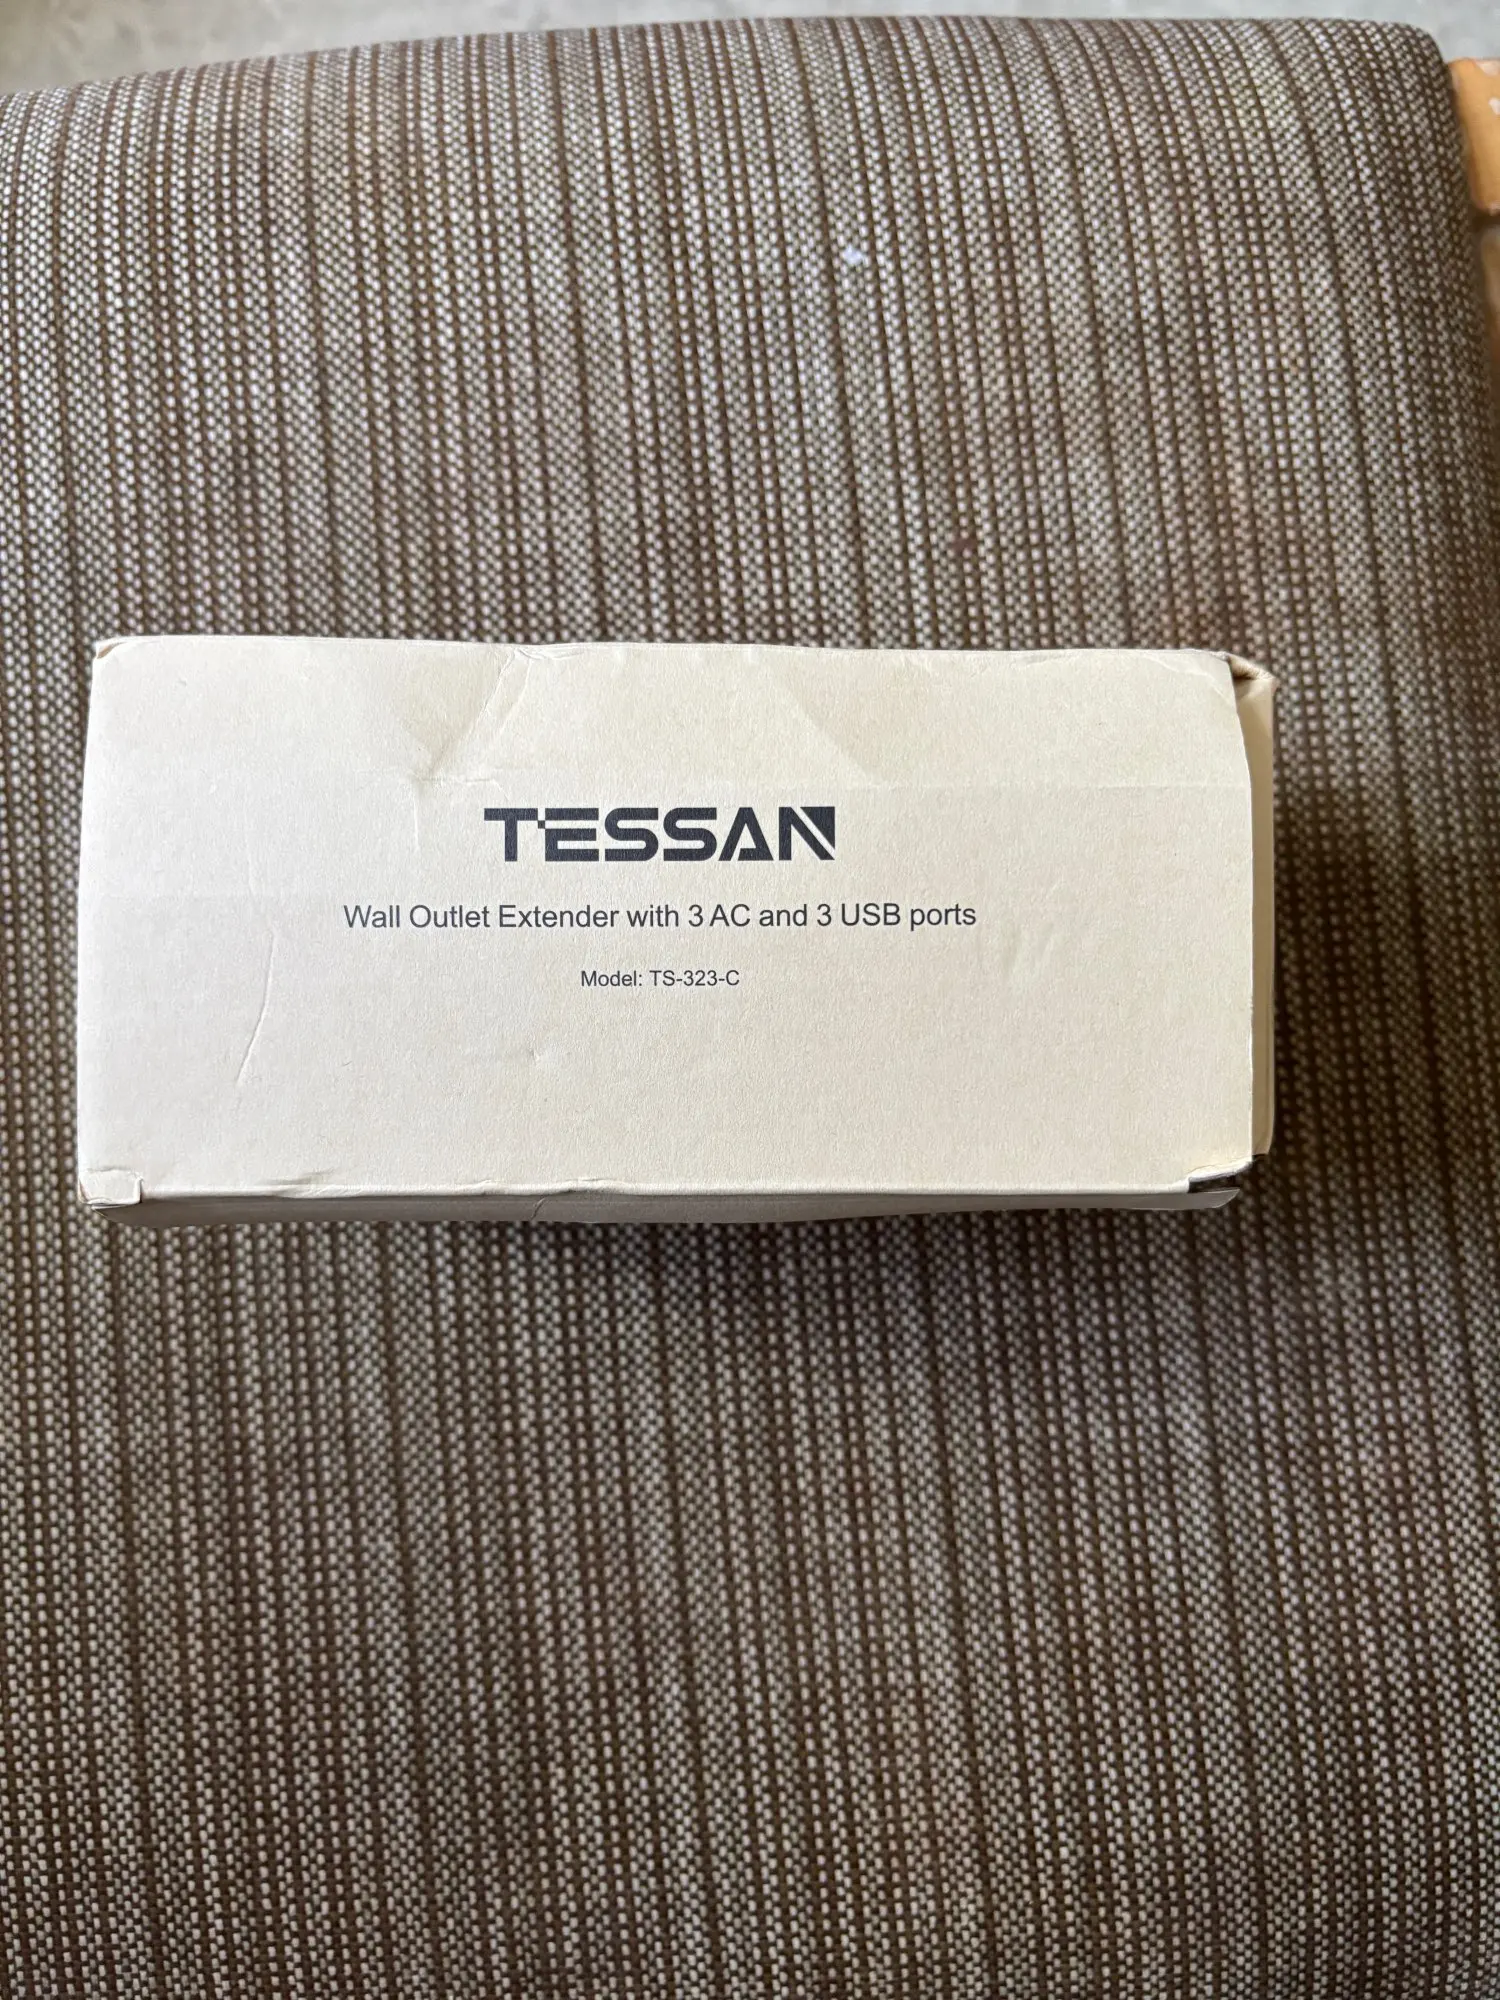 TESSAN
Wall Outlet Extender with 3 AC and 3 USB ports
Model: TS-323-C